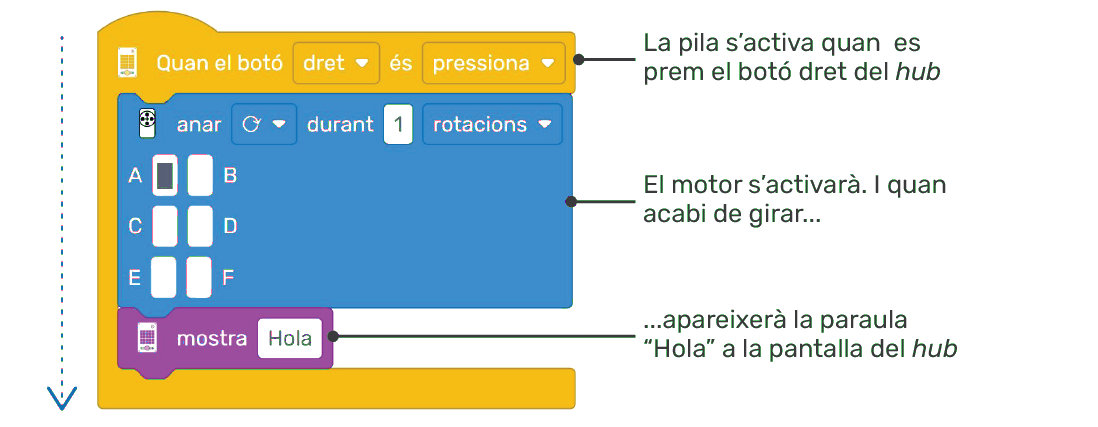 Quan el botó dret és pressiona
La pila s’activa quan es
prem el botó dret del hub
anar durant 1 rotacions
A B
C D
E F
El motor s’activarà. I quan
acabi de girar...
mostra Hola
...apareixerà la paraula
“Hola” a la pantalla del hub